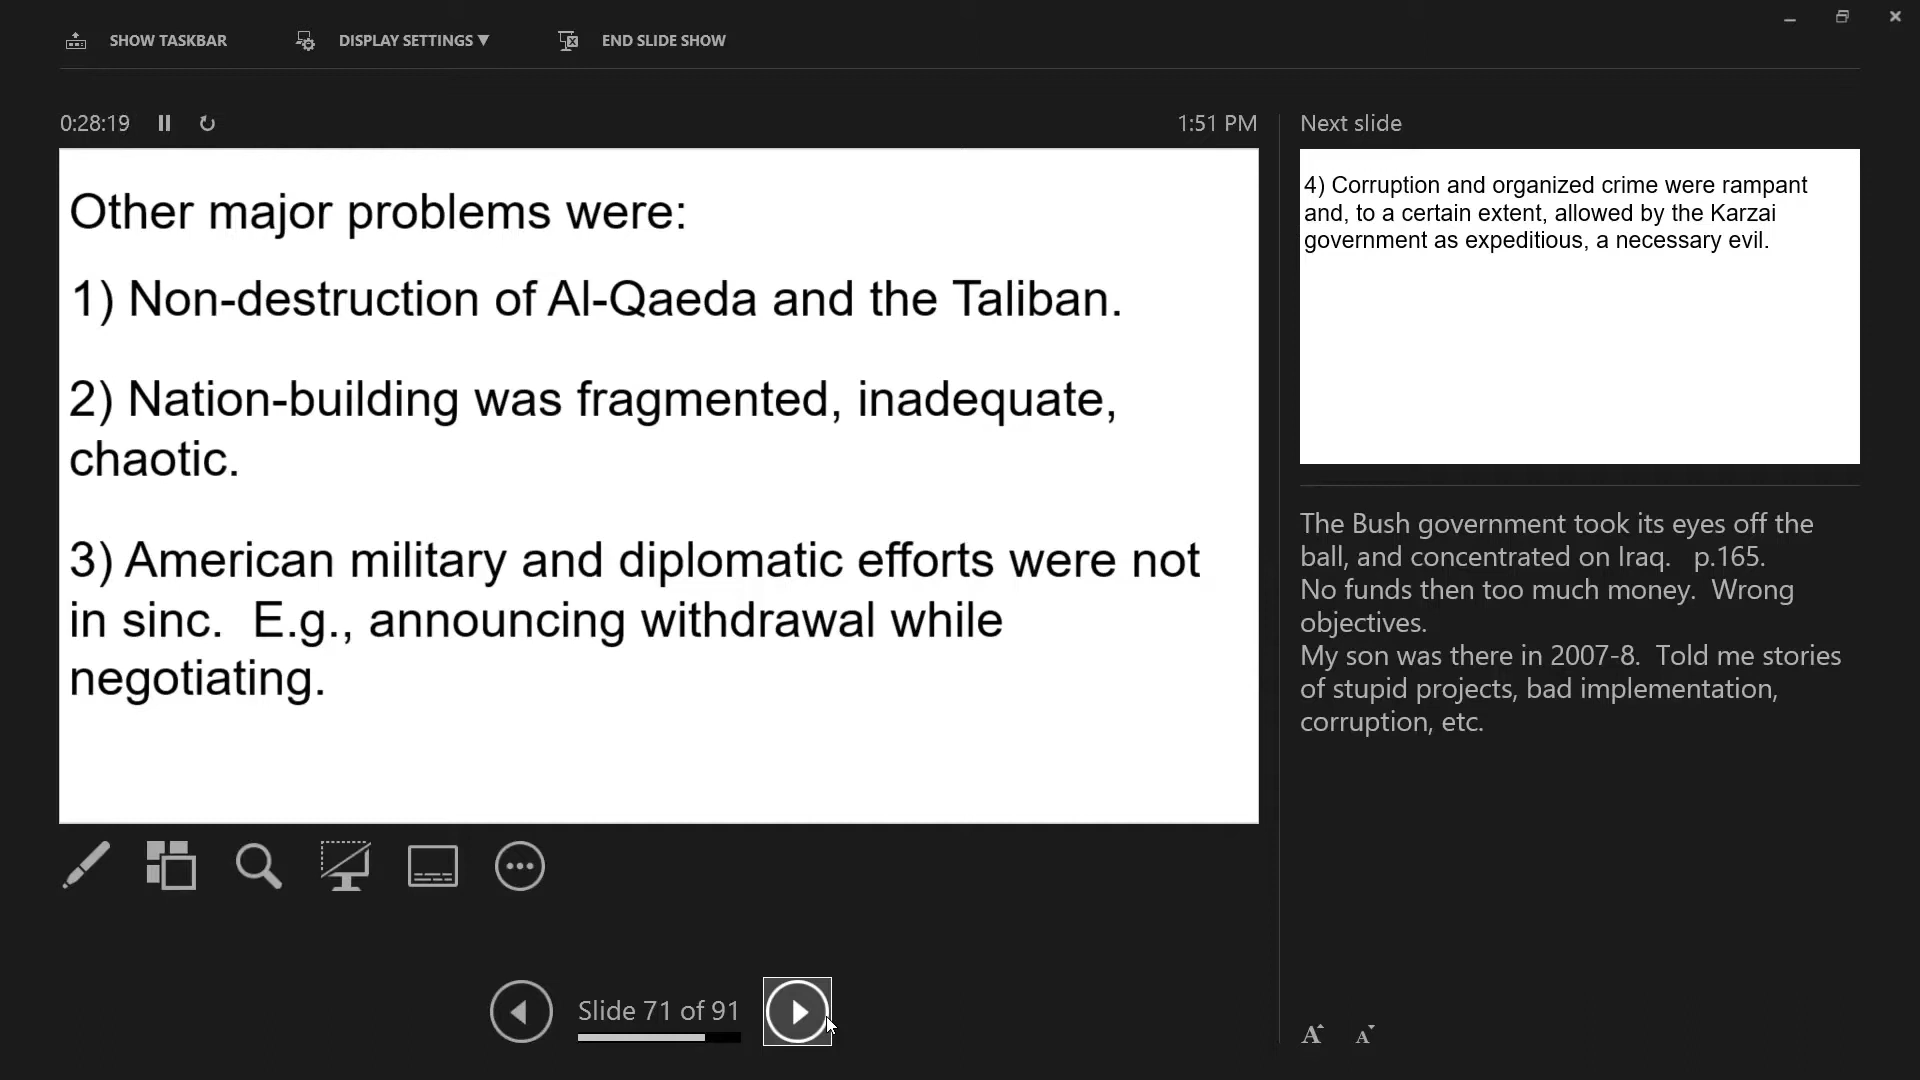 SHOW TASKBAR
DISPLAY SETTINGS ▼
END SLIDE SHOW
0:28:19
1:51 PM
Other major problems were:
1) Non-destruction of Al-Qaeda and the Taliban.
2) Nation-building was fragmented, inadequate,
chaotic.
3) American military and diplomatic efforts were not
in sinc.  E.g., announcing withdrawal while
negotiating.
Slide 71 of 91
Next slide
4) Corruption and organized crime were rampant
and, to a certain extent, allowed by the Karzai
government as expeditious, a necessary evil.
The Bush government took its eyes off the
ball, and concentrated on Iraq.   p.165.
No funds then too much money.  Wrong
objectives.
My son was there in 2007-8.  Told me stories
of stupid projects, bad implementation,
corruption, etc.
A A